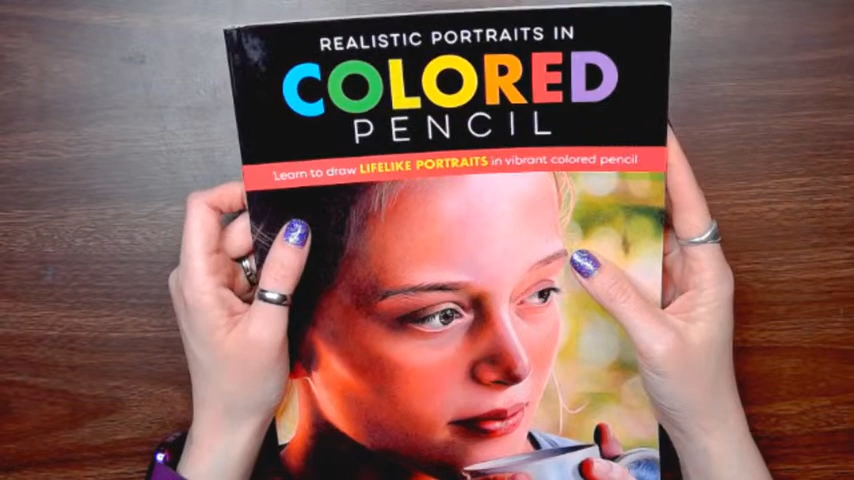 REALISTIC PORTRAITS IN
COLORED
PENCIL
Learn to draw LIFELIKE PORTRAITS in vibrant colored pencil